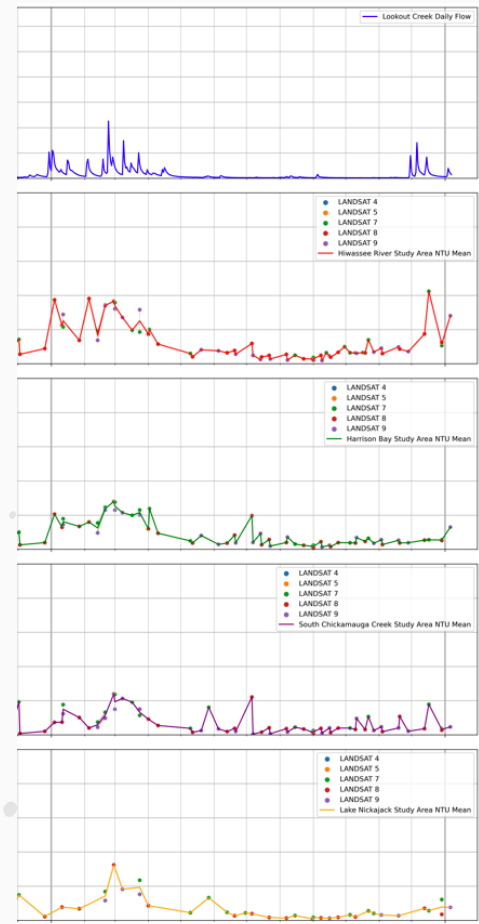 Lookout Creek Daily Flow
LANDSAT 4
LANDSAT 5
LANDSAT 7
LANDSAT 8
LANDSAT 9
Hiwassee River Study Area NTU Mean
LANDSAT 4
LANDSAT 5
LANDSAT 7
LANDSAT 8
LANDSAT 9
Harrison Bay Study Area NTU Mean
LANDSAT 4
LANDSAT 5
LANDSAT 7
LANDSAT 8
LANDSAT 9
South Chickamauga Creek Study Area NTU Mean
LANDSAT 4
LANDSAT 5
LANDSAT 7
LANDSAT 8
LANDSAT 9
Lake Nickajack Study Area NTU Mean